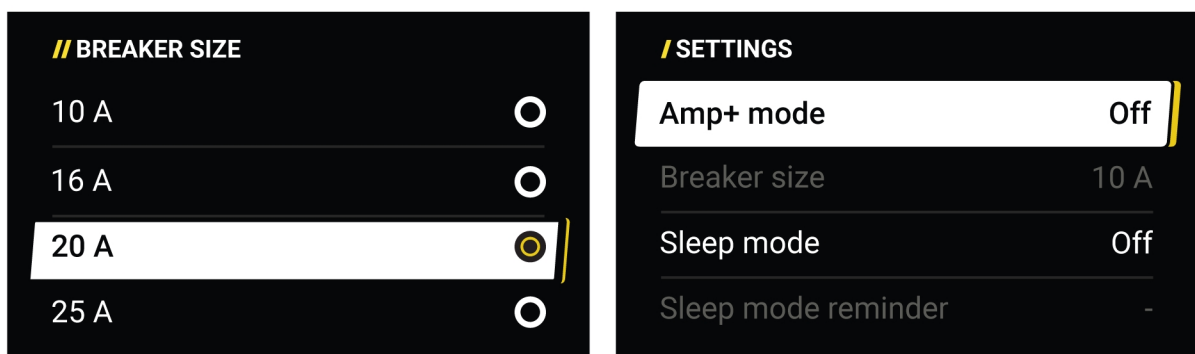 // BREAKER SIZE
10 A
16 A
20 A
25 A
/ SETTINGS
Amp+ mode Off
Breaker size 10 A
Sleep mode Off
Sleep mode reminder -